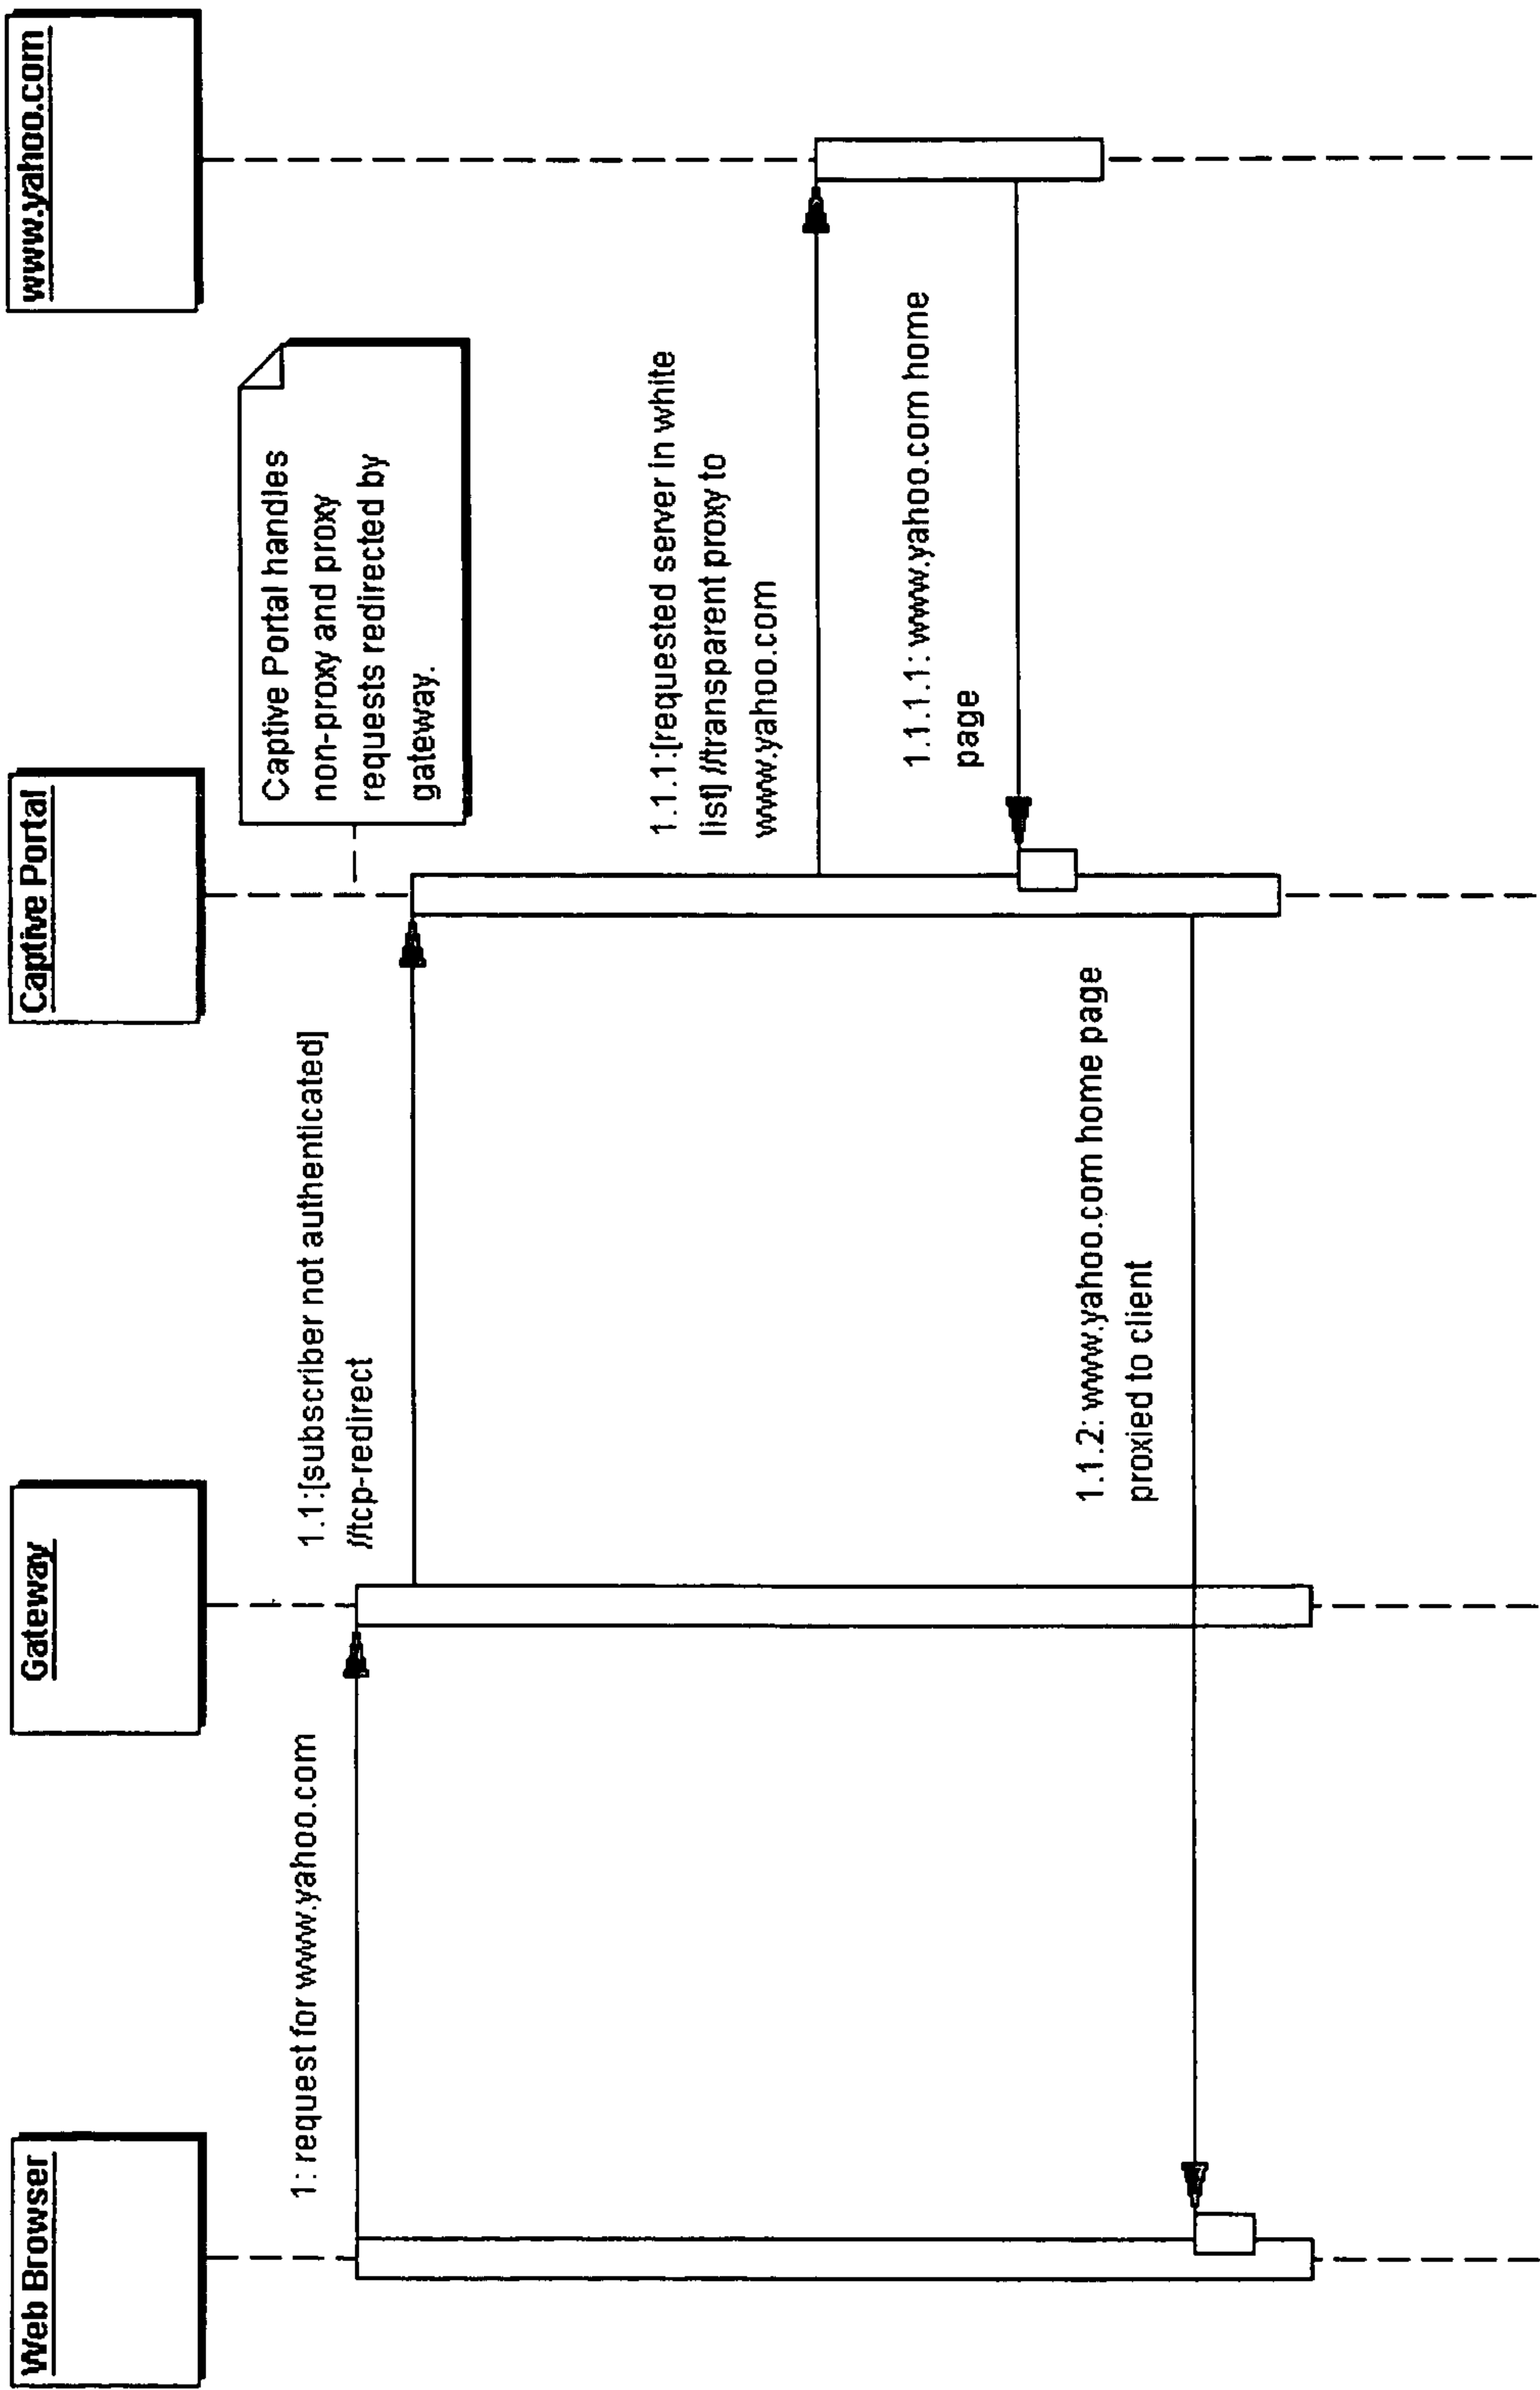 Web Browser
Gateway
Captive Portal
www.yahoo.com
1: request for www.yahoo.com
1.1:[subscriber not authenticated]
//tcp-redirect
Captive Portal handles
non-proxy and proxy
requests redirected by
gateway.
1.1.1:[requested server in white
list] //transparent proxy to
www.yahoo.com
1.1.1.1: www.yahoo.com home
page
1.1.2: www.yahoo.com home page
proxied to client